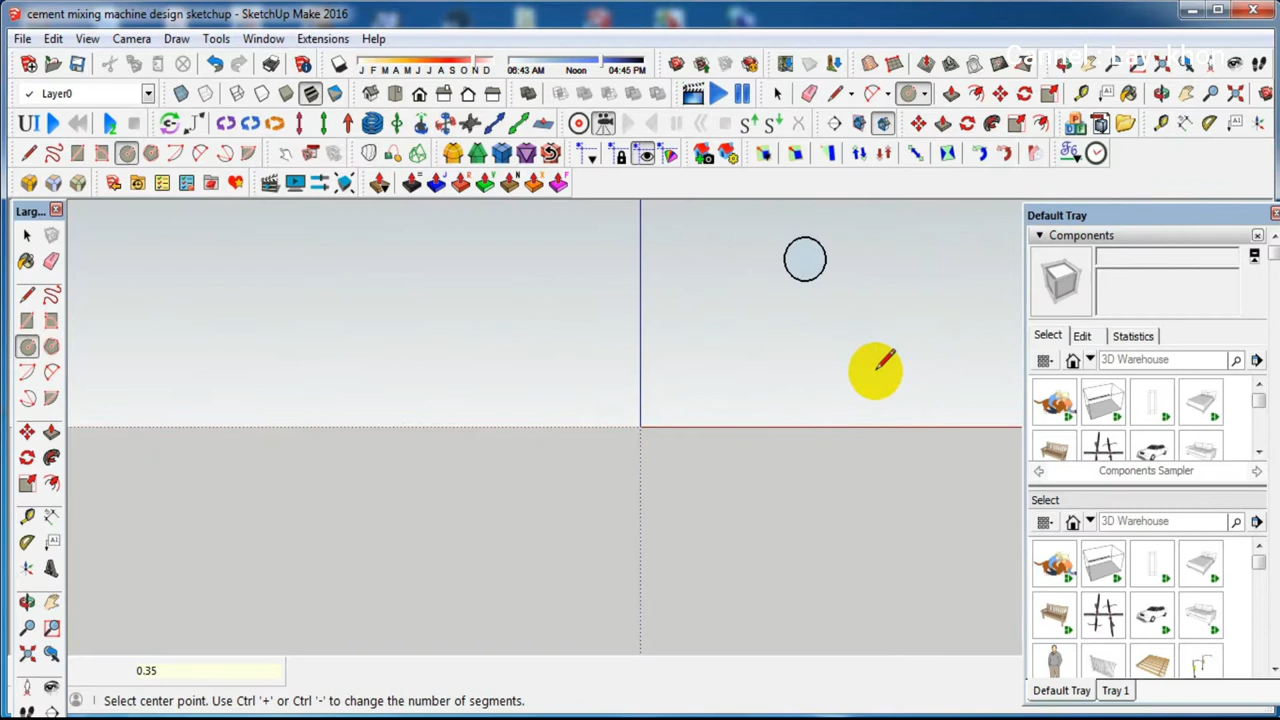 cement mixing machine design sketchup - SketchUp Make 2016
File Edit View Camera Draw Tools Window Extensions Help
J F M A M J J A S O N D 06:43 AM Noon 04:45 PM
Layer0
UI
Larg...
Default Tray
Components
Select Edit Statistics
3D Warehouse
Components Sampler
Select
3D Warehouse
0.35
Default Tray Tray 1
Select center point. Use Ctrl '+' or Ctrl '-' to change the number of segments.